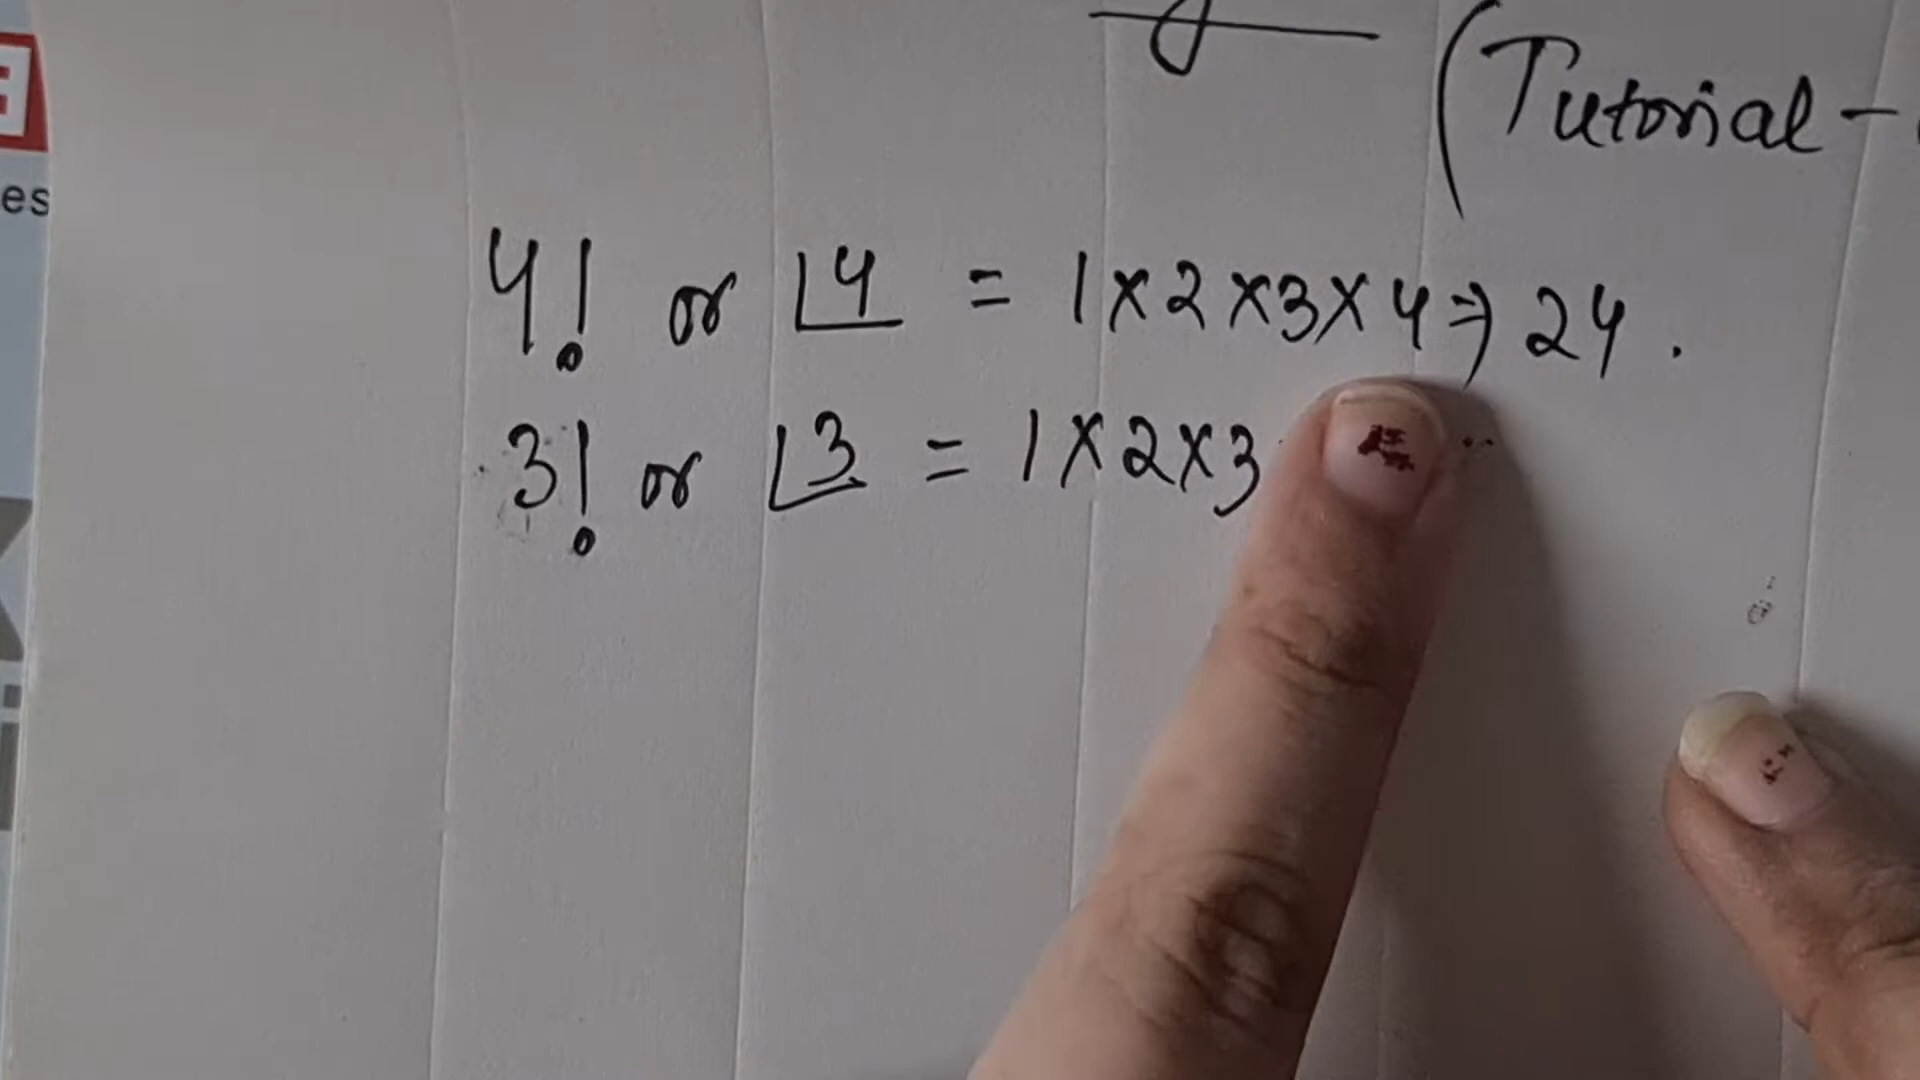 (Tutorial -
es
4! or ⌊4 = 1×2×3×4 ⇒ 24.
3! or ⌊3 = 1×2×3